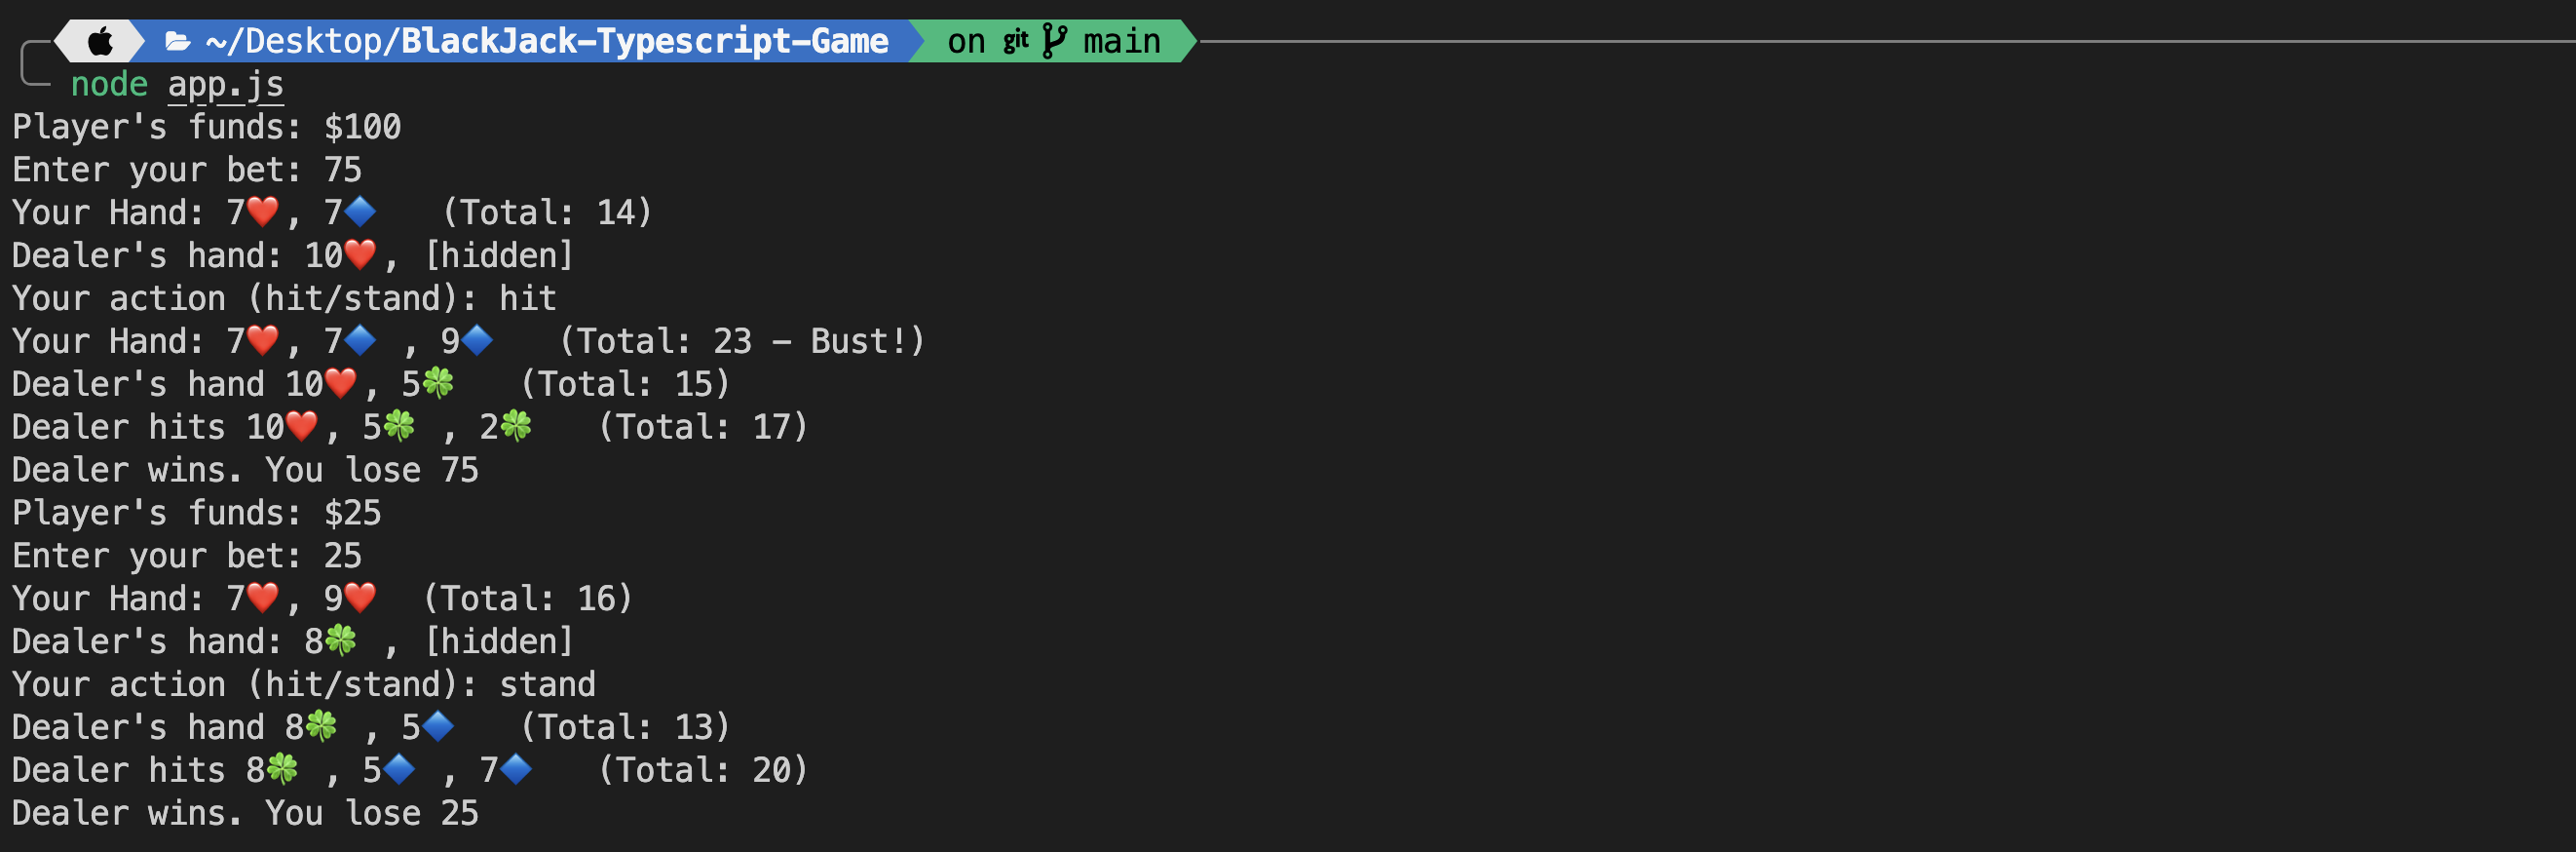 ~/Desktop/BlackJack-Typescript-Game on git main
node app.js
Player's funds: $100
Enter your bet: 75
Your Hand: 7❤️, 7🔷   (Total: 14)
Dealer's hand: 10❤️, [hidden]
Your action (hit/stand): hit
Your Hand: 7❤️, 7🔷 , 9🔷   (Total: 23 – Bust!)
Dealer's hand 10❤️, 5🍀   (Total: 15)
Dealer hits 10❤️, 5🍀 , 2🍀   (Total: 17)
Dealer wins. You lose 75
Player's funds: $25
Enter your bet: 25
Your Hand: 7❤️, 9❤️  (Total: 16)
Dealer's hand: 8🍀 , [hidden]
Your action (hit/stand): stand
Dealer's hand 8🍀 , 5🔷   (Total: 13)
Dealer hits 8🍀 , 5🔷 , 7🔷   (Total: 20)
Dealer wins. You lose 25